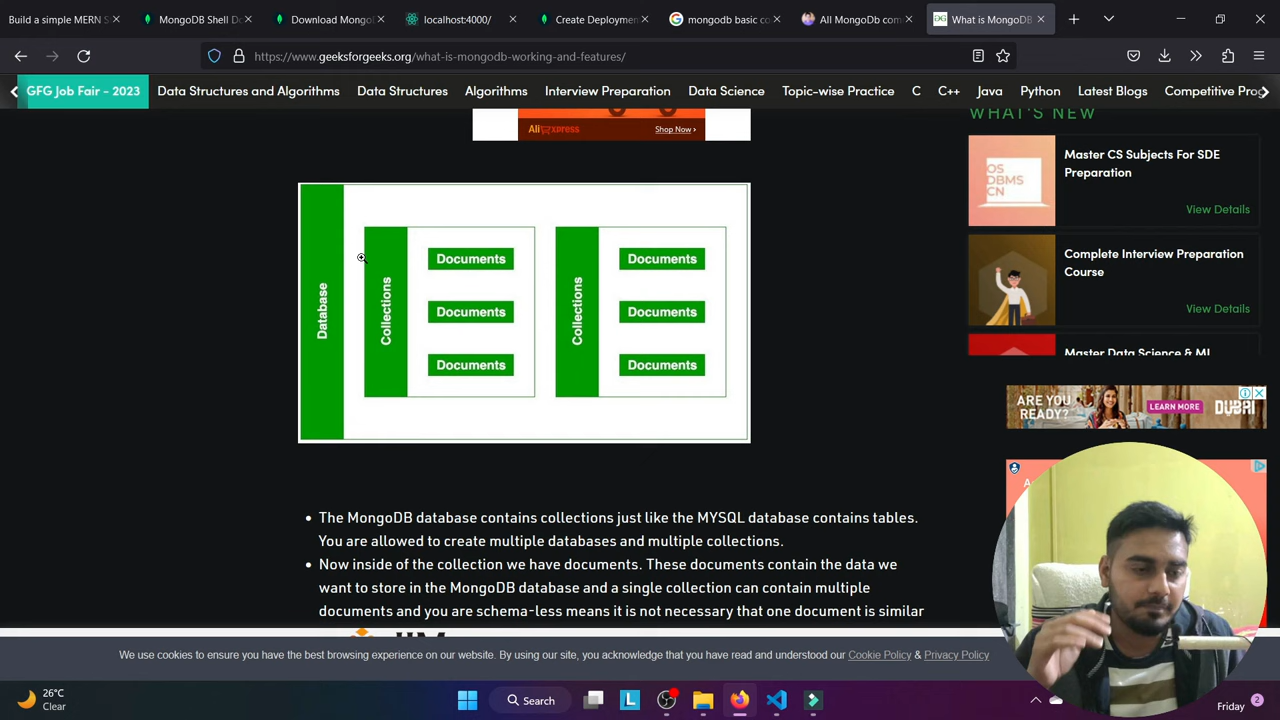 Build a simple MERN S
MongoDB Shell Do
Download Mongo
localhost:4000/
Create Deploymen
mongodb basic co
All MongoDb com
What is MongoDB
https://www.geeksforgeeks.org/what-is-mongodb-working-and-features/
GFG Job Fair - 2023
Data Structures and Algorithms
Data Structures
Algorithms
Interview Preparation
Data Science
Topic-wise Practice
C
C++
Java
Python
Latest Blogs
Competitive Prog
Shop Now ›
WHAT'S NEW
OS
DBMS
CN
Master CS Subjects For SDE
Preparation
View Details
Complete Interview Preparation
Course
View Details
Master Data Science & ML
Database
Collections
Documents
Documents
Documents
Collections
Documents
Documents
Documents
ARE YOU
READY?
LEARN MORE
DUBAI
The MongoDB database contains collections just like the MYSQL database contains tables.
You are allowed to create multiple databases and multiple collections.
Now inside of the collection we have documents. These documents contain the data we
want to store in the MongoDB database and a single collection can contain multiple
documents and you are schema-less means it is not necessary that one document is similar
We use cookies to ensure you have the best browsing experience on our website. By using our site, you acknowledge that you have read and understood our Cookie Policy & Privacy Policy
26°C
Clear
Search
Friday
2